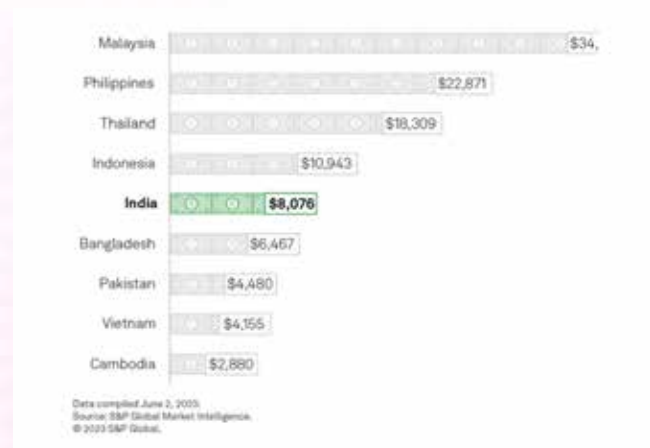 Malaysia $34,
Philippines $22,871
Thailand $18,309
Indonesia $10,943
India $8,076
Bangladesh $6,467
Pakistan $4,480
Vietnam $4,155
Cambodia $2,880
Data compiled June 2, 2023.
Source: S&P Global Market Intelligence.
© 2023 S&P Global.